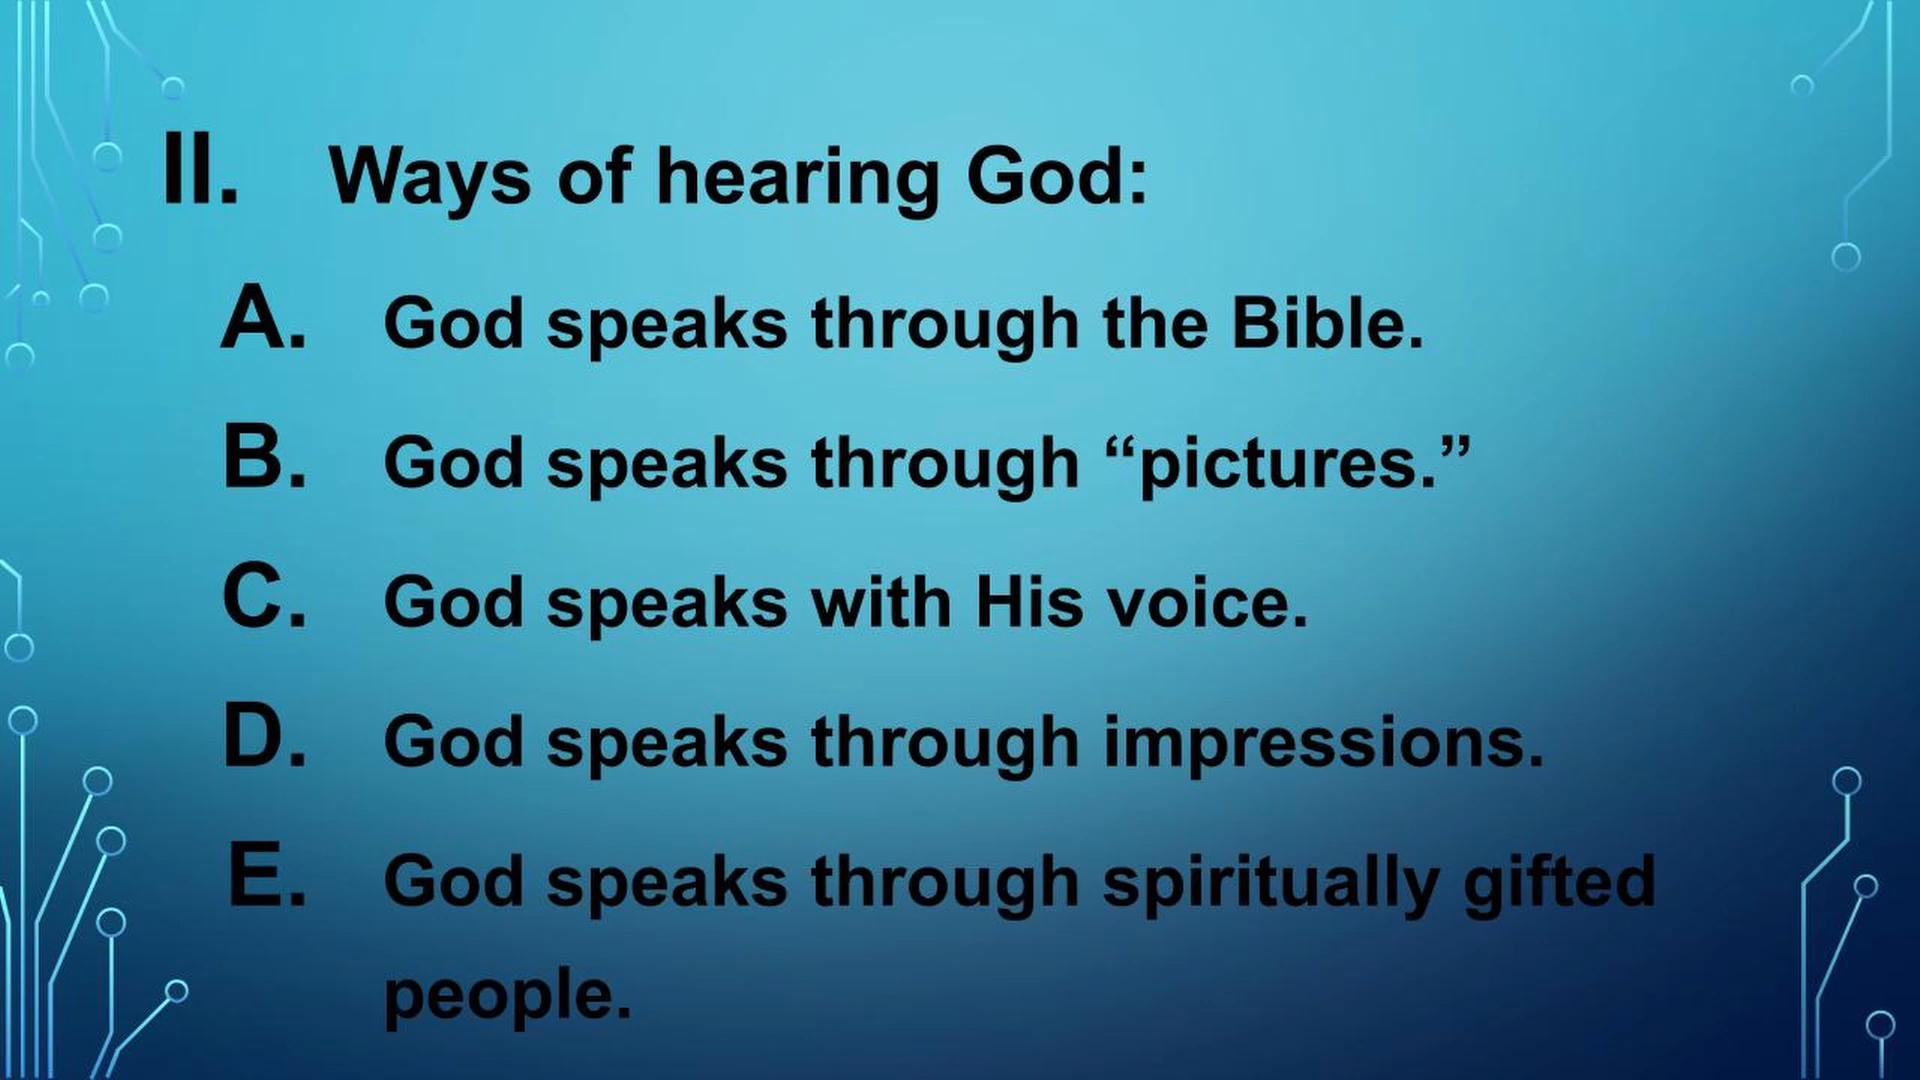 II. Ways of hearing God:
A. God speaks through the Bible.
B. God speaks through “pictures.”
C. God speaks with His voice.
D. God speaks through impressions.
E. God speaks through spiritually gifted
people.